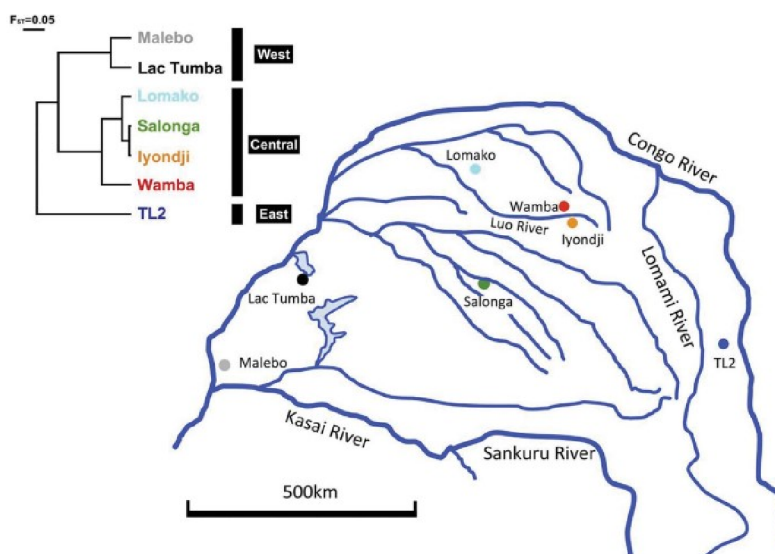 FST=0.05
Malebo
Lac Tumba
West
Lomako
Salonga
Central
Iyondji
Wamba
TL2
East
Congo River
Lomako
Wamba
Luo River
Iyondji
Lomami River
Lac Tumba
Salonga
TL2
Malebo
Kasai River
Sankuru River
500km